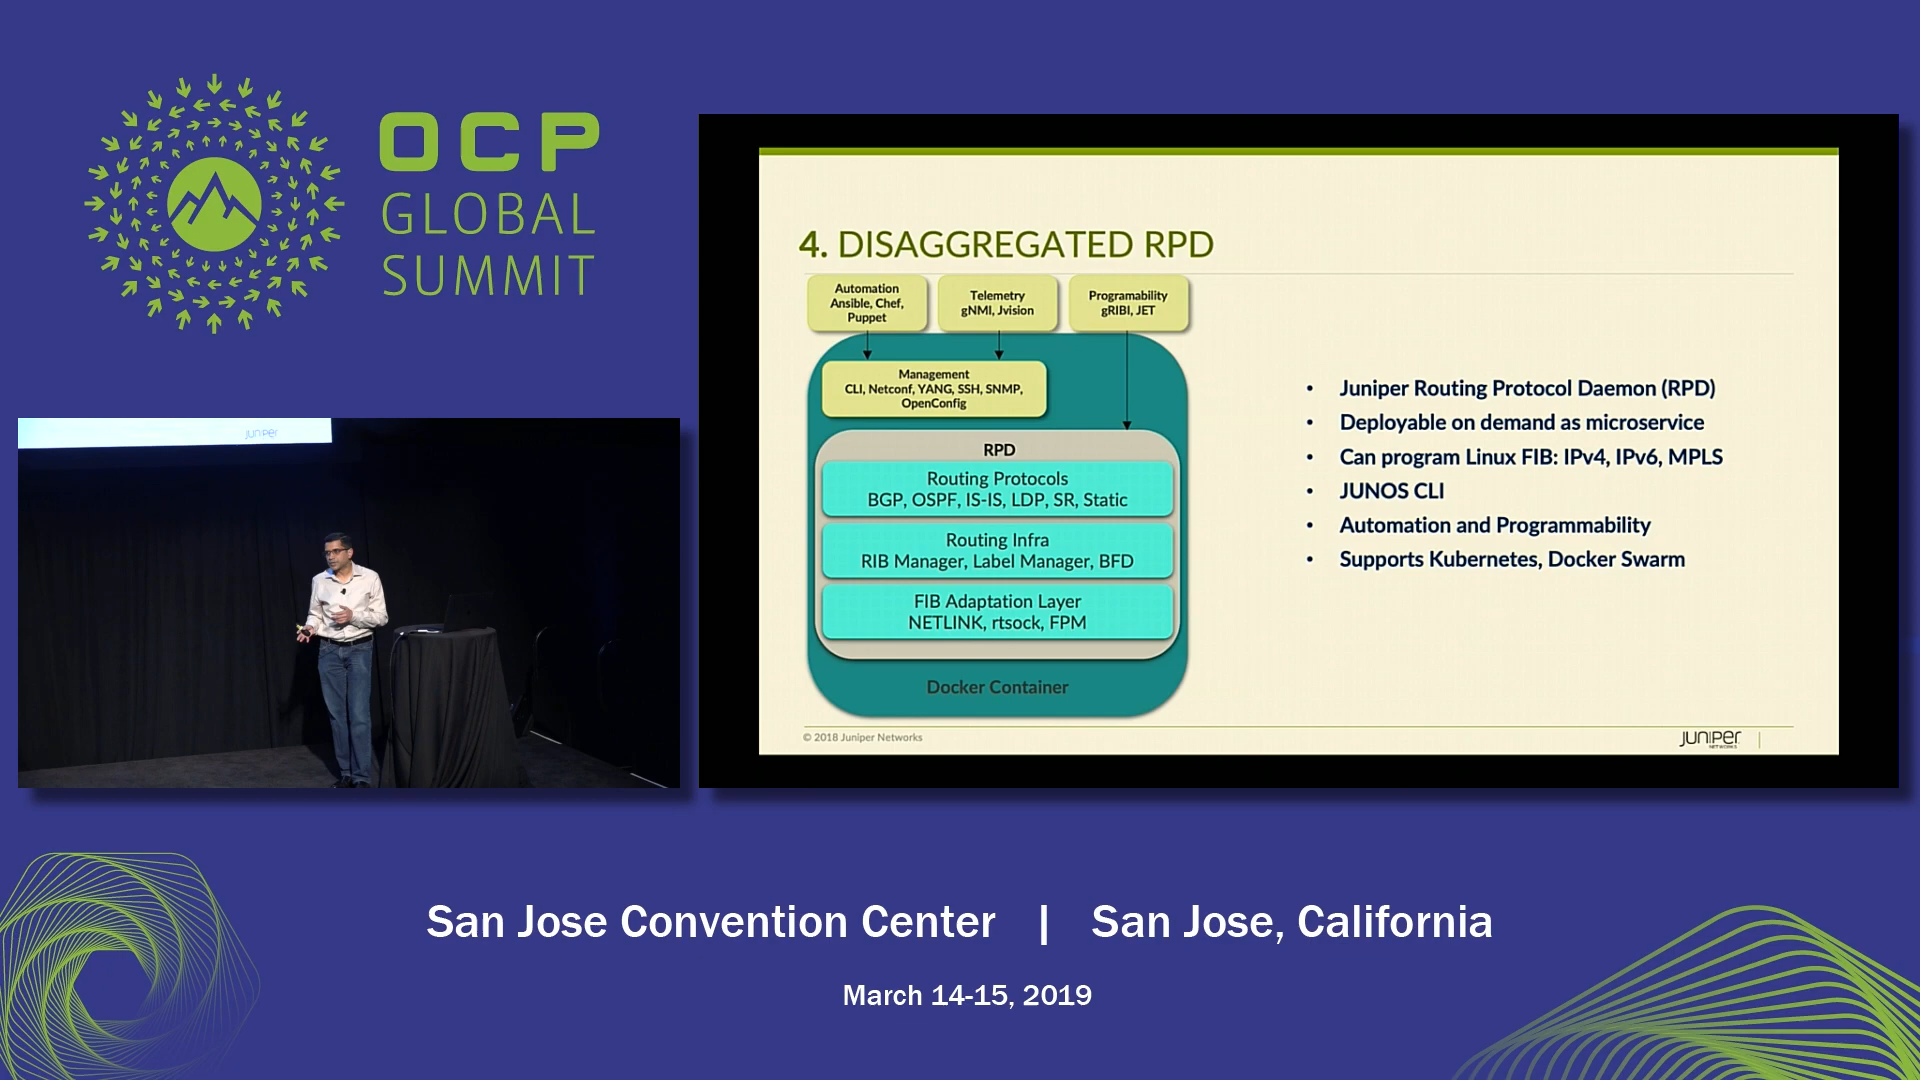 OCP
GLOBAL
SUMMIT
JUNIPER
4. DISAGGREGATED RPD
Automation
Ansible, Chef,
Puppet
Telemetry
gNMI, Jvision
Programability
gRIBI, JET
Management
CLI, Netconf, YANG, SSH, SNMP,
OpenConfig
RPD
Routing Protocols
BGP, OSPF, IS-IS, LDP, SR, Static
Routing Infra
RIB Manager, Label Manager, BFD
FIB Adaptation Layer
NETLINK, rtsock, FPM
Docker Container
• Juniper Routing Protocol Daemon (RPD)
• Deployable on demand as microservice
• Can program Linux FIB: IPv4, IPv6, MPLS
• JUNOS CLI
• Automation and Programmability
• Supports Kubernetes, Docker Swarm
© 2018 Juniper Networks
JUNIPER
NETWORKS
San Jose Convention Center | San Jose, California
March 14-15, 2019